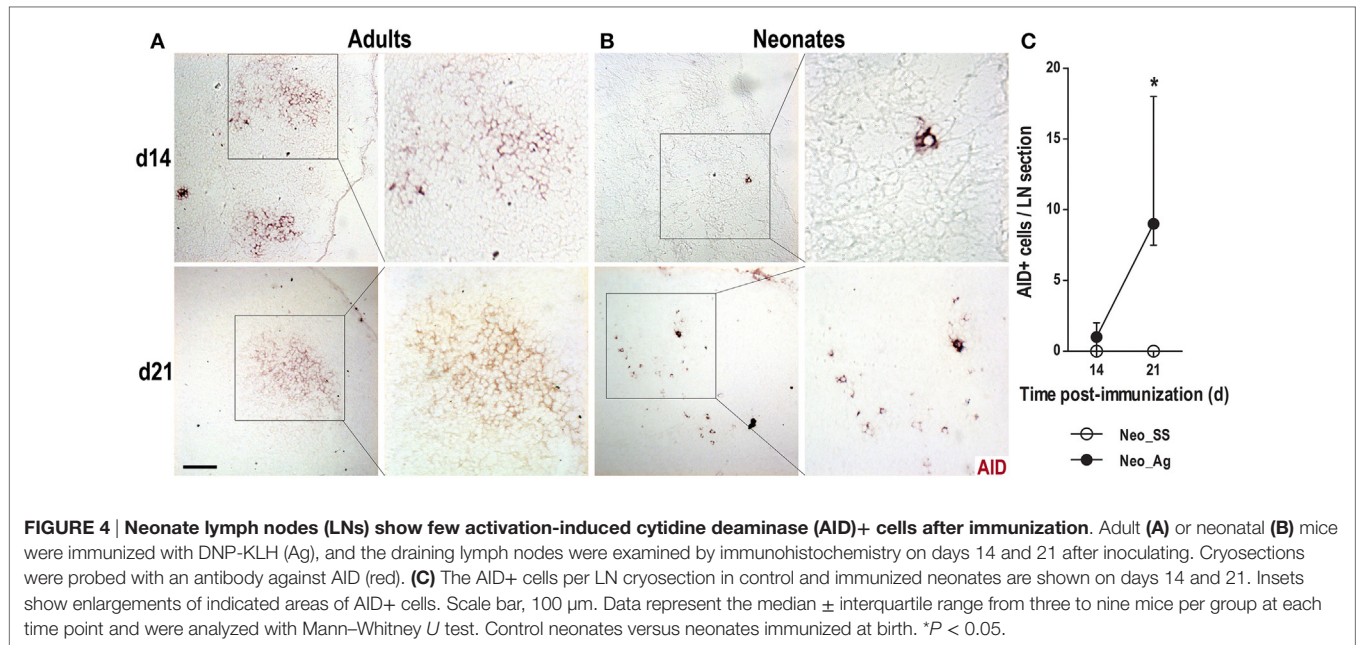 A
Adults
B
Neonates
C
d14
d21
AID
20
15
10
5
0
*
AID+ cells / LN section
14
21
Time post-immunization (d)
Neo_SS
Neo_Ag
FIGURE 4 | Neonate lymph nodes (LNs) show few activation-induced cytidine deaminase (AID)+ cells after immunization. Adult (A) or neonatal (B) mice
were immunized with DNP-KLH (Ag), and the draining lymph nodes were examined by immunohistochemistry on days 14 and 21 after inoculating. Cryosections
were probed with an antibody against AID (red). (C) The AID+ cells per LN cryosection in control and immunized neonates are shown on days 14 and 21. Insets
show enlargements of indicated areas of AID+ cells. Scale bar, 100 µm. Data represent the median ± interquartile range from three to nine mice per group at each
time point and were analyzed with Mann–Whitney U test. Control neonates versus neonates immunized at birth. *P < 0.05.